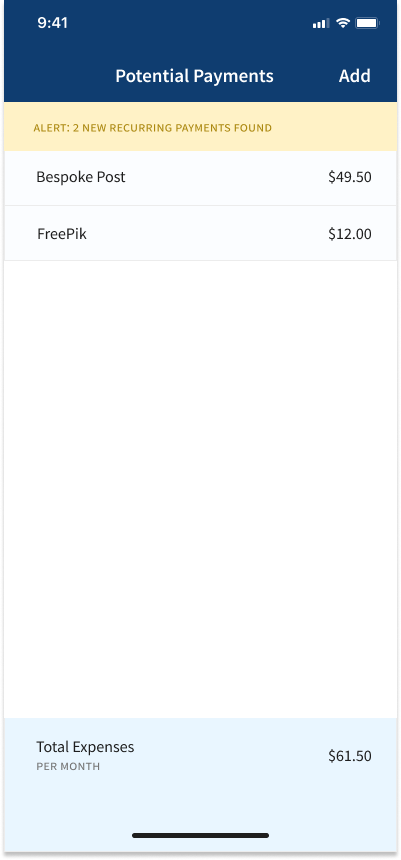 9:41
Potential Payments Add
ALERT: 2 NEW RECURRING PAYMENTS FOUND
Bespoke Post $49.50
FreePik $12.00
Total Expenses
PER MONTH
$61.50